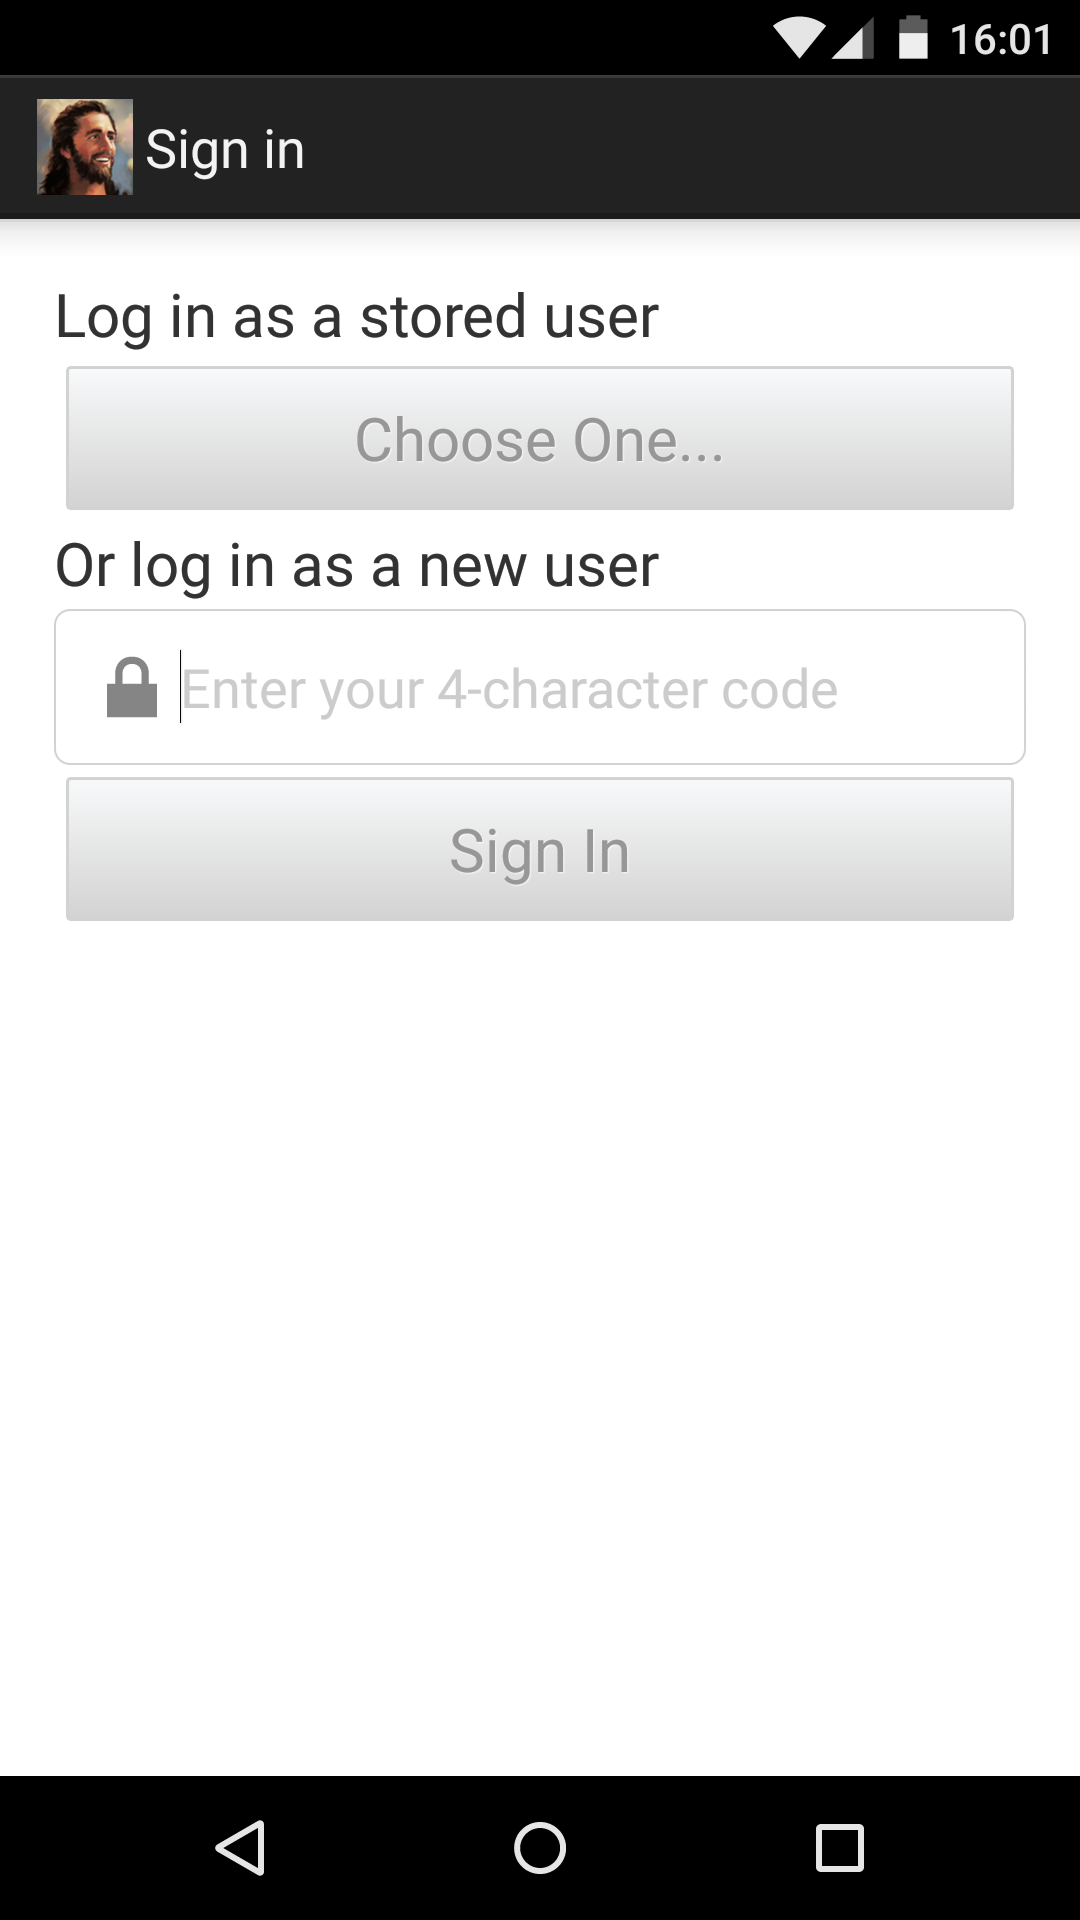 16:01
Sign in
Log in as a stored user
Choose One...
Or log in as a new user
Enter your 4-character code
Sign In